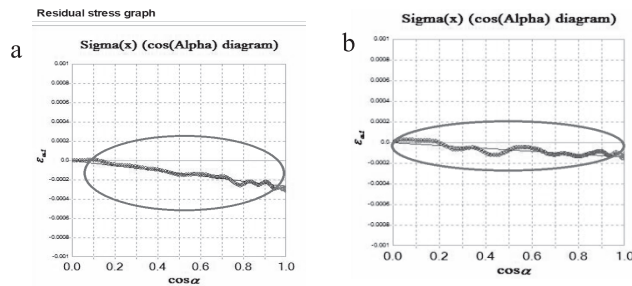 Residual stress graph
a
Sigma(x) (cos(Alpha) diagram)
0.001
0.0008
0.0006
0.0004
0.0002
0.0
-0.0002
-0.0004
-0.0006
-0.0008
-0.001
0.0 0.2 0.4 0.6 0.8 1.0
cosα
b
Sigma(x) (cos(Alpha) diagram)
0.001
0.0008
0.0006
0.0004
0.0002
0.0
-0.0002
-0.0004
-0.0006
-0.0008
-0.001
0.0 0.2 0.4 0.6 0.8 1.0
cosα